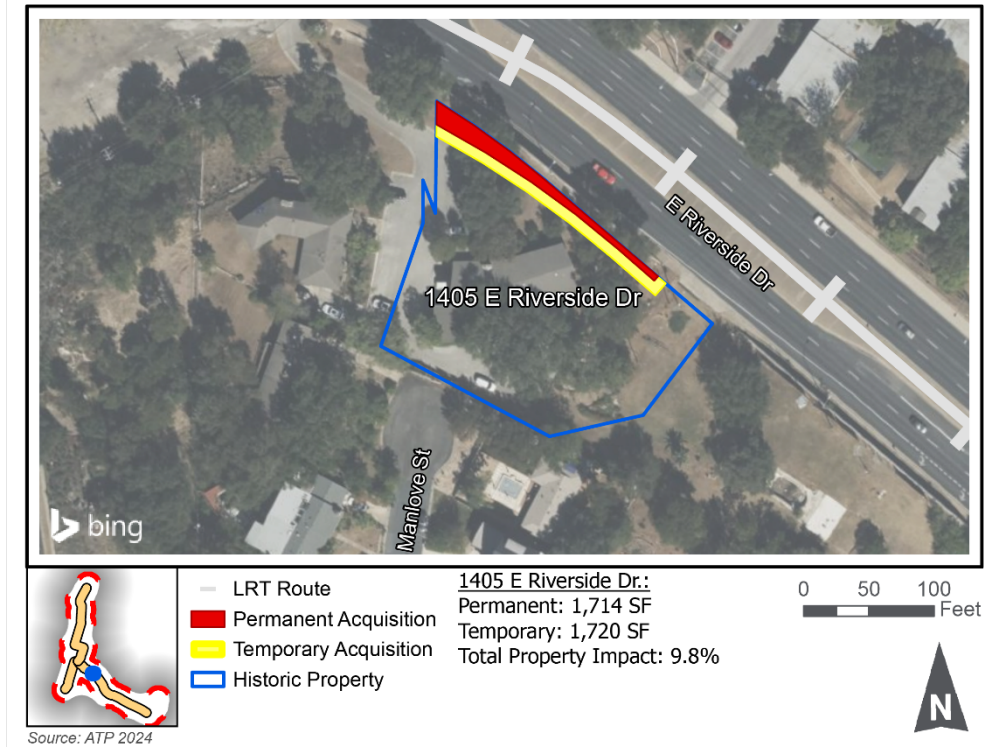 E Riverside Dr
1405 E Riverside Dr
Manlove St
bing
LRT Route
Permanent Acquisition
Temporary Acquisition
Historic Property
1405 E Riverside Dr.:
Permanent: 1,714 SF
Temporary: 1,720 SF
Total Property Impact: 9.8%
0 50 100
Feet
N
Source: ATP 2024